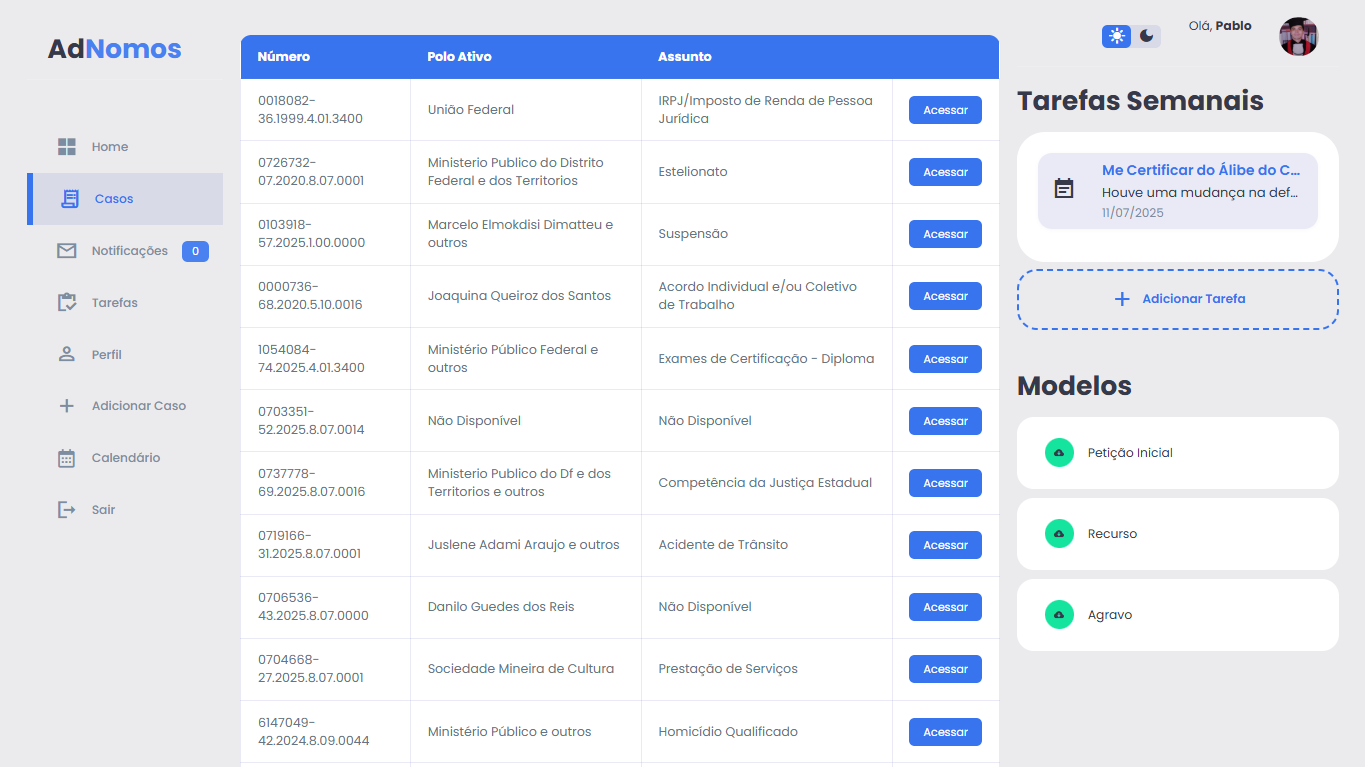 AdNomos
Home
Casos
Notificações 0
Tarefas
Perfil
Adicionar Caso
Calendário
Sair
Número Polo Ativo Assunto
0018082-
36.1999.4.01.3400
União Federal
IRPJ/Imposto de Renda de Pessoa
Jurídica
Acessar
0726732-
07.2020.8.07.0001
Ministerio Publico do Distrito
Federal e dos Territorios
Estelionato
Acessar
0103918-
57.2025.1.00.0000
Marcelo Elmokdisi Dimatteu e
outros
Suspensão
Acessar
0000736-
68.2020.5.10.0016
Joaquina Queiroz dos Santos
Acordo Individual e/ou Coletivo
de Trabalho
Acessar
1054084-
74.2025.4.01.3400
Ministério Público Federal e
outros
Exames de Certificação - Diploma
Acessar
0703351-
52.2025.8.07.0014
Não Disponível
Não Disponível
Acessar
0737778-
69.2025.8.07.0016
Ministerio Publico do Df e dos
Territorios e outros
Competência da Justiça Estadual
Acessar
0719166-
31.2025.8.07.0001
Juslene Adami Araujo e outros
Acidente de Trânsito
Acessar
0706536-
43.2025.8.07.0000
Danilo Guedes dos Reis
Não Disponível
Acessar
0704668-
27.2025.8.07.0001
Sociedade Mineira de Cultura
Prestação de Serviços
Acessar
6147049-
42.2024.8.09.0044
Ministério Público e outros
Homicídio Qualificado
Acessar
Olá, Pablo
Tarefas Semanais
Me Certificar do Álibe do C...
Houve uma mudança na def...
11/07/2025
Adicionar Tarefa
Modelos
Petição Inicial
Recurso
Agravo